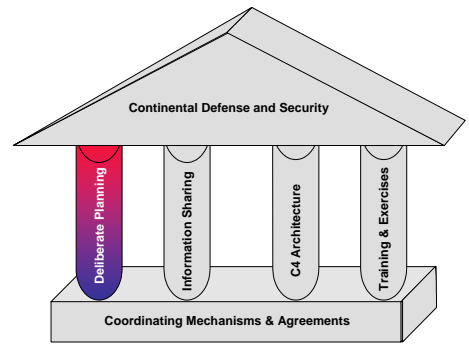 Continental Defense and Security
Deliberate Planning
Information Sharing
C4 Architecture
Training & Exercises
Coordinating Mechanisms & Agreements